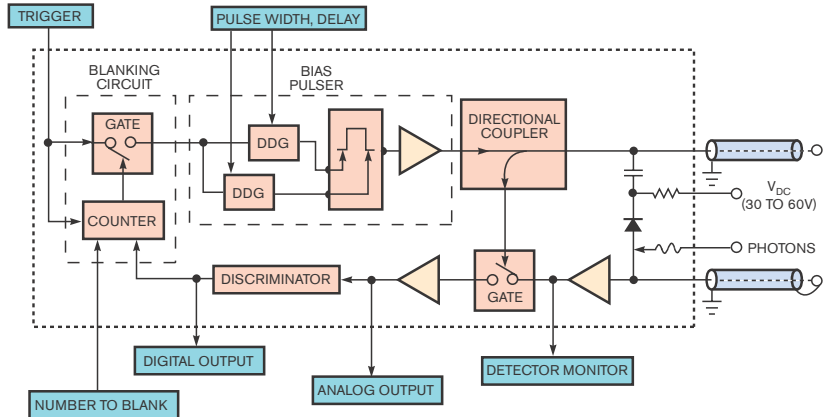 TRIGGER
PULSE WIDTH, DELAY
BLANKING
CIRCUIT
BIAS
PULSER
GATE
DDG
DDG
DIRECTIONAL
COUPLER
COUNTER
VDC
(30 TO 60V)
PHOTONS
DISCRIMINATOR
GATE
DIGITAL OUTPUT
ANALOG OUTPUT
DETECTOR MONITOR
NUMBER TO BLANK